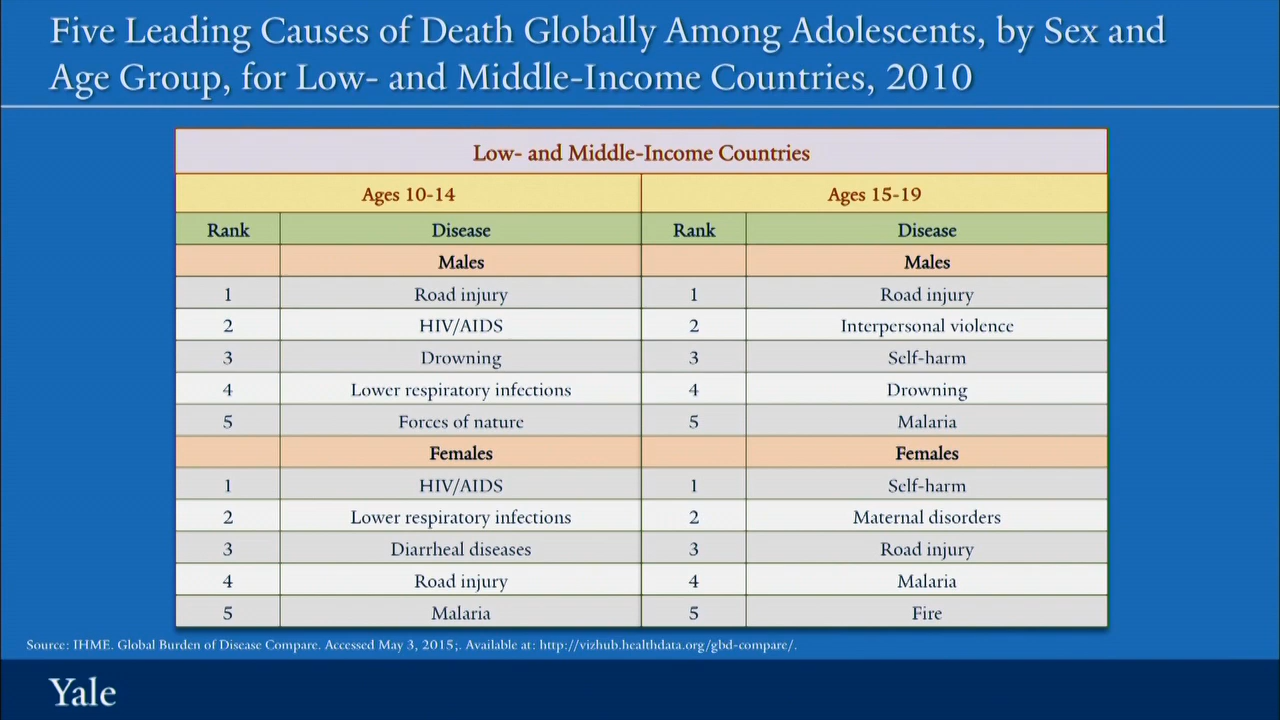 Five Leading Causes of Death Globally Among Adolescents, by Sex and
Age Group, for Low- and Middle-Income Countries, 2010
Low- and Middle-Income Countries
Ages 10-14 Ages 15-19
Rank Disease Rank Disease
Males Males
1 Road injury 1 Road injury
2 HIV/AIDS 2 Interpersonal violence
3 Drowning 3 Self-harm
4 Lower respiratory infections 4 Drowning
5 Forces of nature 5 Malaria
Females Females
1 HIV/AIDS 1 Self-harm
2 Lower respiratory infections 2 Maternal disorders
3 Diarrheal diseases 3 Road injury
4 Road injury 4 Malaria
5 Malaria 5 Fire
Source: IHME. Global Burden of Disease Compare. Accessed May 3, 2015;. Available at: http://vizhub.healthdata.org/gbd-compare/.
Yale